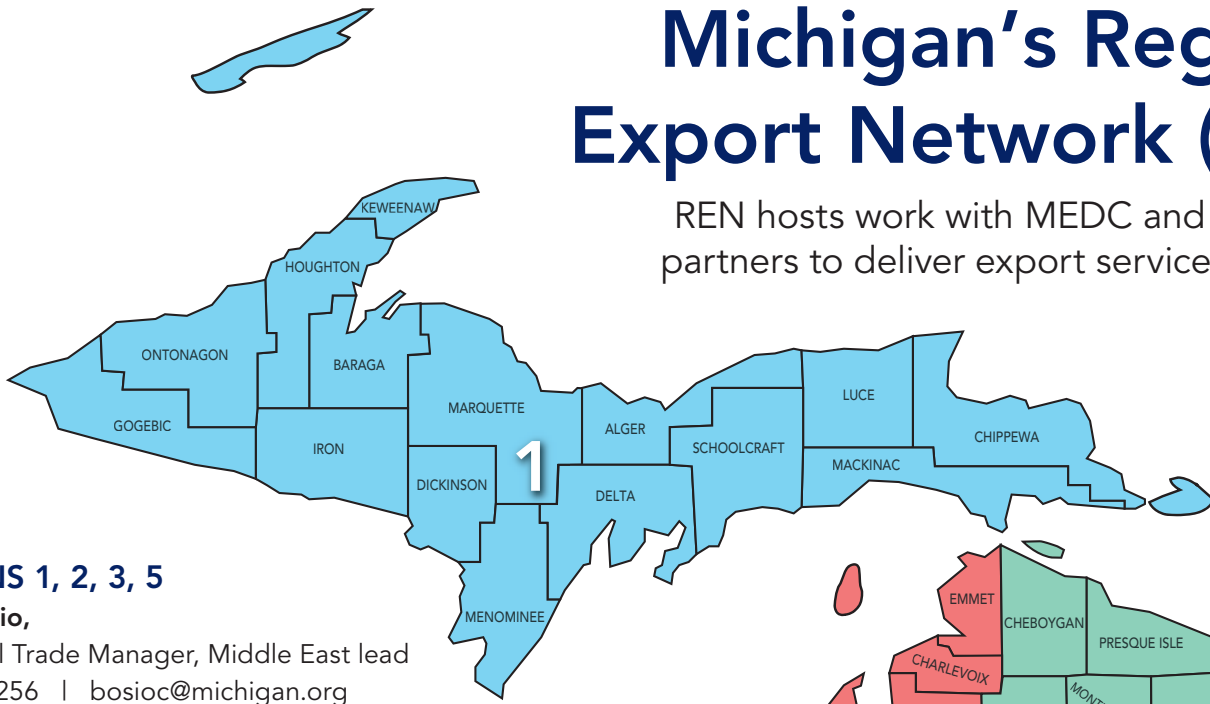 Michigan's Reg
Export Network (
REN hosts work with MEDC and
partners to deliver export service
KEWEENAW
HOUGHTON
ONTONAGON
BARAGA
GOGEBIC
IRON
MARQUETTE
1
DICKINSON
MENOMINEE
ALGER
DELTA
SCHOOLCRAFT
LUCE
MACKINAC
CHIPPEWA
EMMET
CHEBOYGAN
PRESQUE ISLE
CHARLEVOIX
MONT
IS 1, 2, 3, 5
io,
l Trade Manager, Middle East lead
256 | bosioc@michigan.org